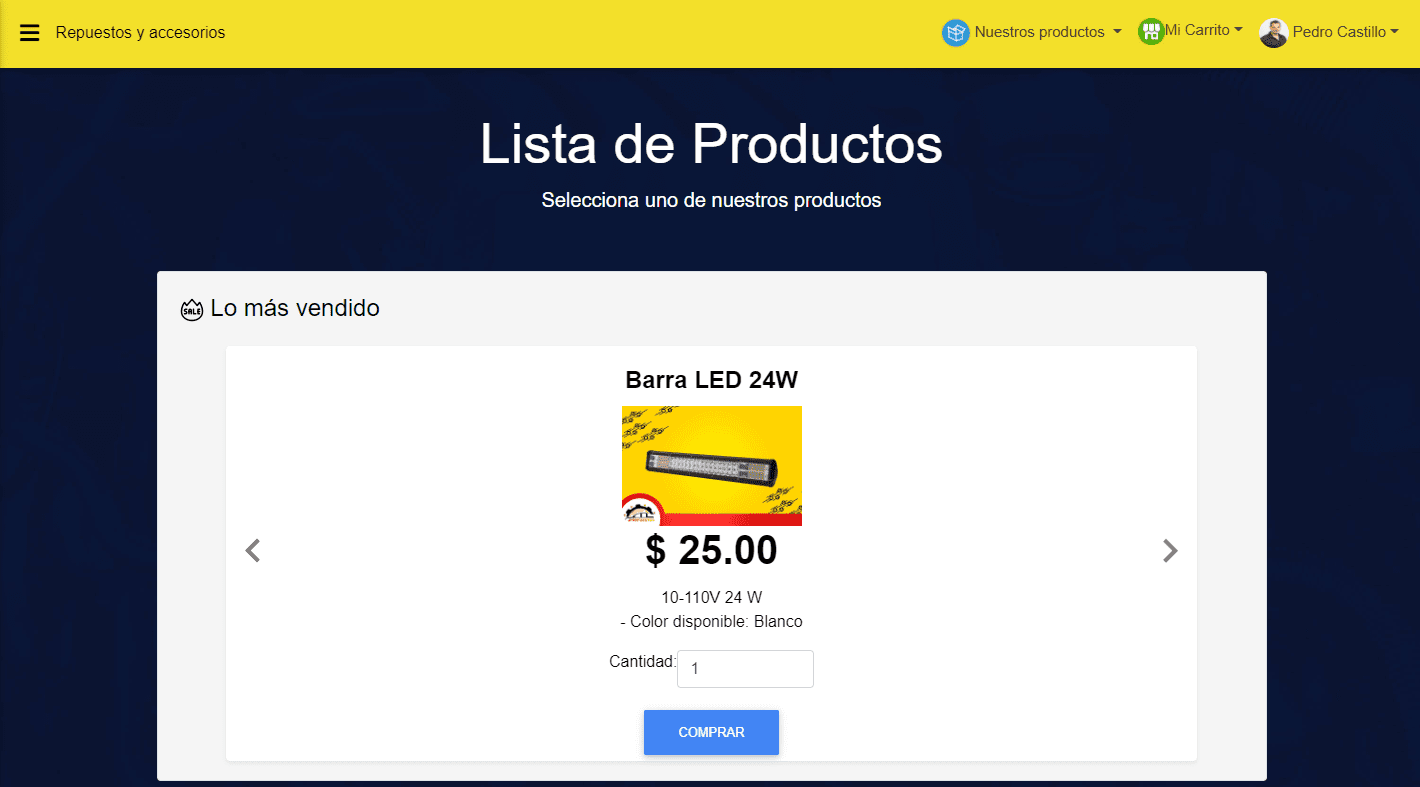 Repuestos y accesorios
Nuestros productos
Mi Carrito
Pedro Castillo
Lista de Productos
Selecciona uno de nuestros productos
SALE
Lo más vendido
Barra LED 24W
$ 25.00
10-110V 24 W
- Color disponible: Blanco
Cantidad: 1
COMPRAR